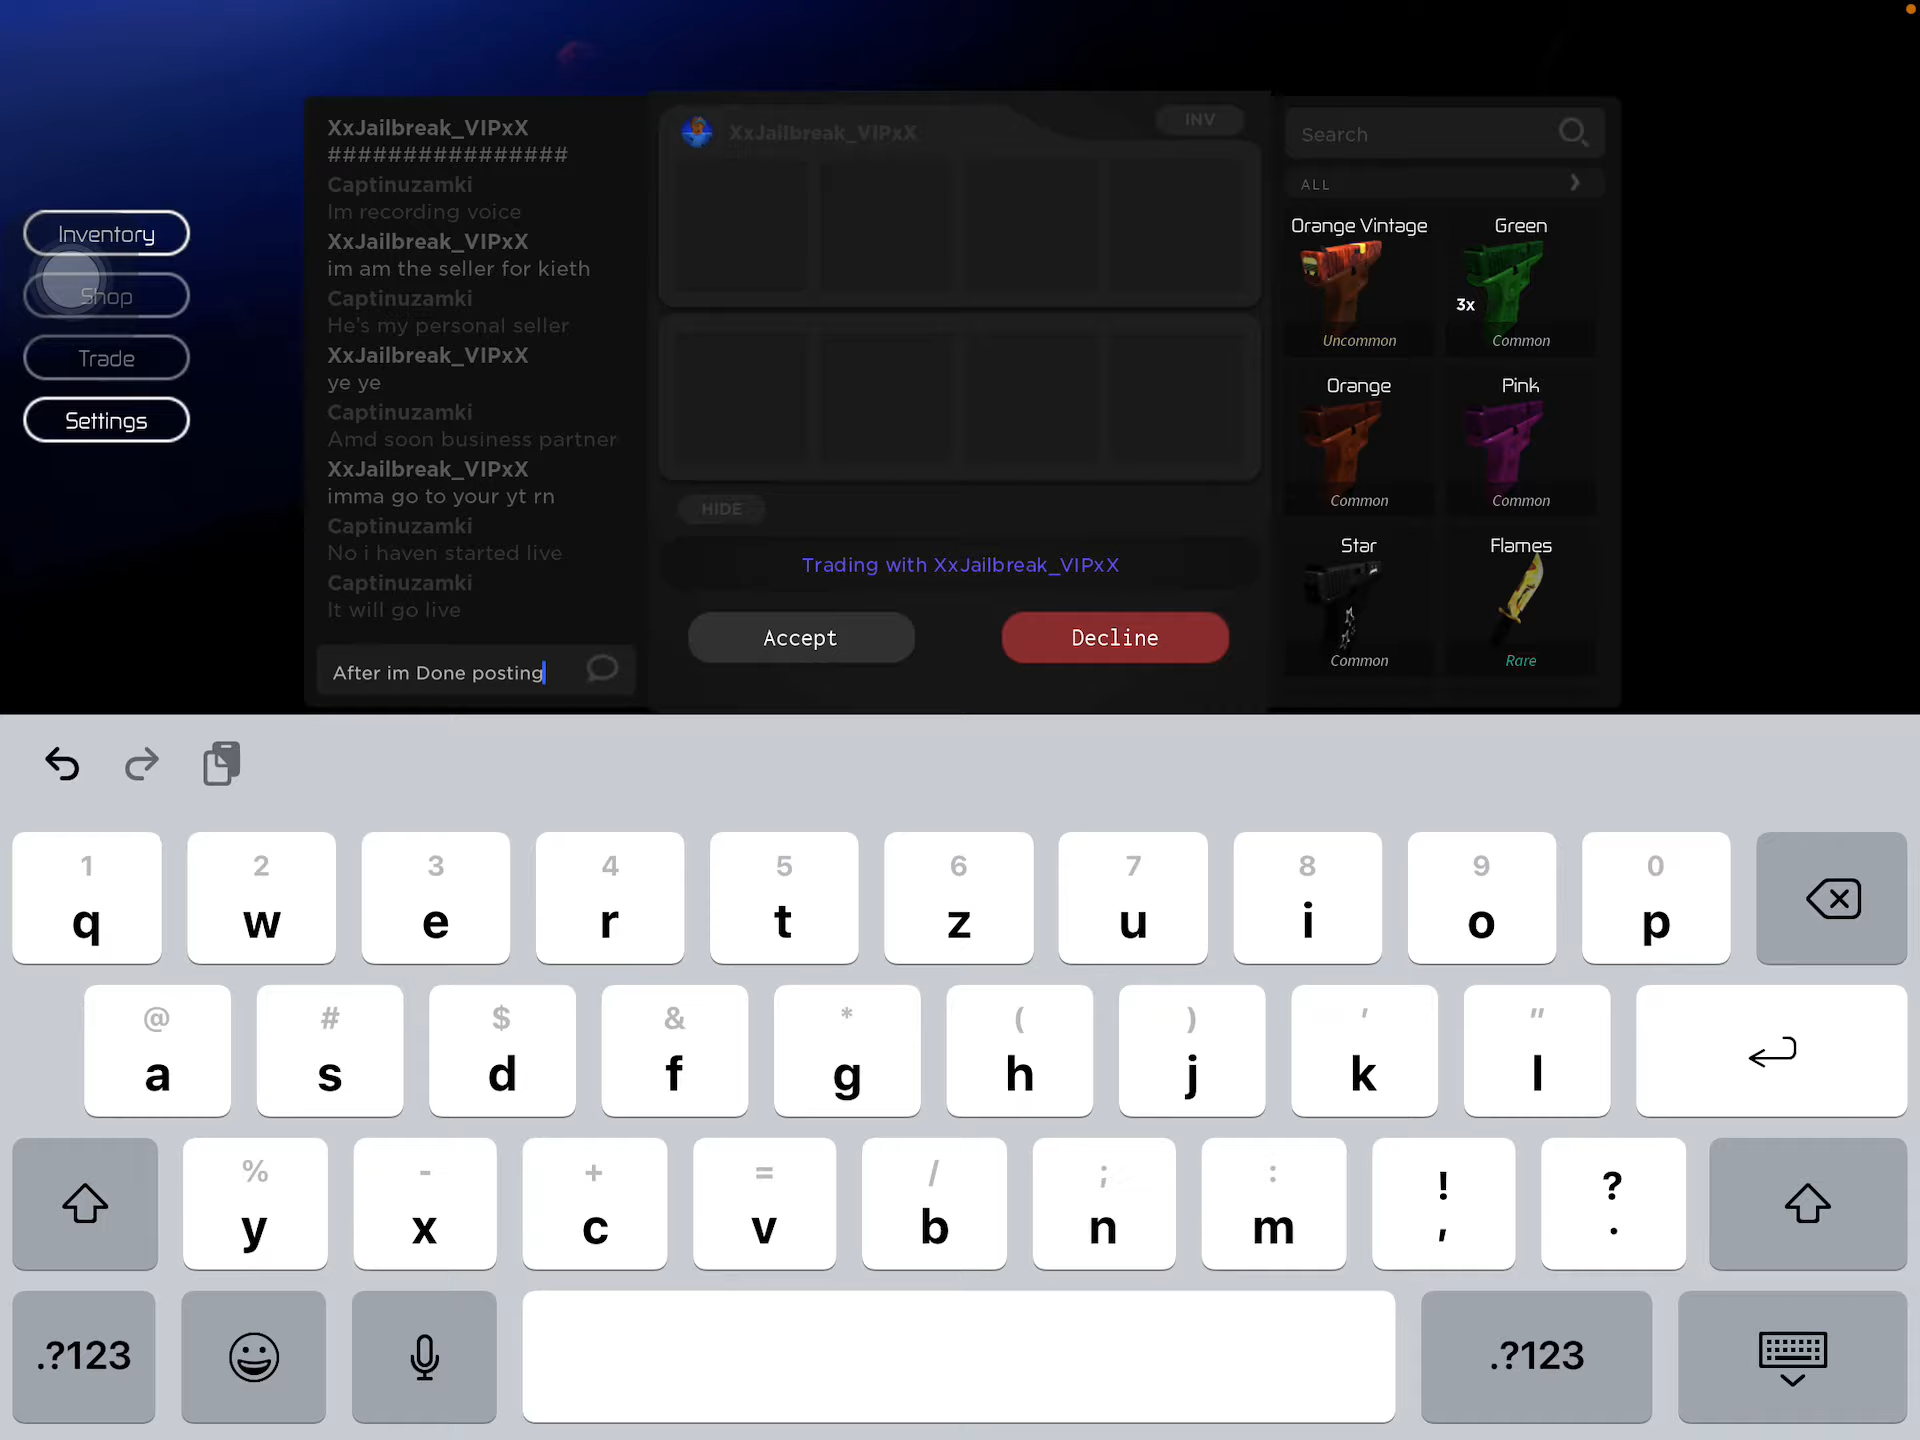 XxJailbreak_VIPxX
################
Captinuzamki
Im recording voice
XxJailbreak_VIPxX
im am the seller for kieth
Captinuzamki
He's my personal seller
XxJailbreak_VIPxX
ye ye
Captinuzamki
Amd soon business partner
XxJailbreak_VIPxX
imma go to your yt rn
Captinuzamki
No i haven started live
Captinuzamki
It will go live
After im Done posting
Inventory
Shop
Trade
Settings
XxJailbreak_VIPxX
INV
HIDE
Trading with XxJailbreak_VIPxX
Accept
Decline
Search
ALL
Orange Vintage
Uncommon
Green
3x
Common
Orange
Common
Pink
Common
Star
Common
Flames
Rare
1 2 3 4 5 6 7 8 9 0
q w e r t z u i o p
@ # $ & * ( ) ' "
a s d f g h j k l
% - + = / ; : ! ?
y x c v b n m , .
.?123 .?123